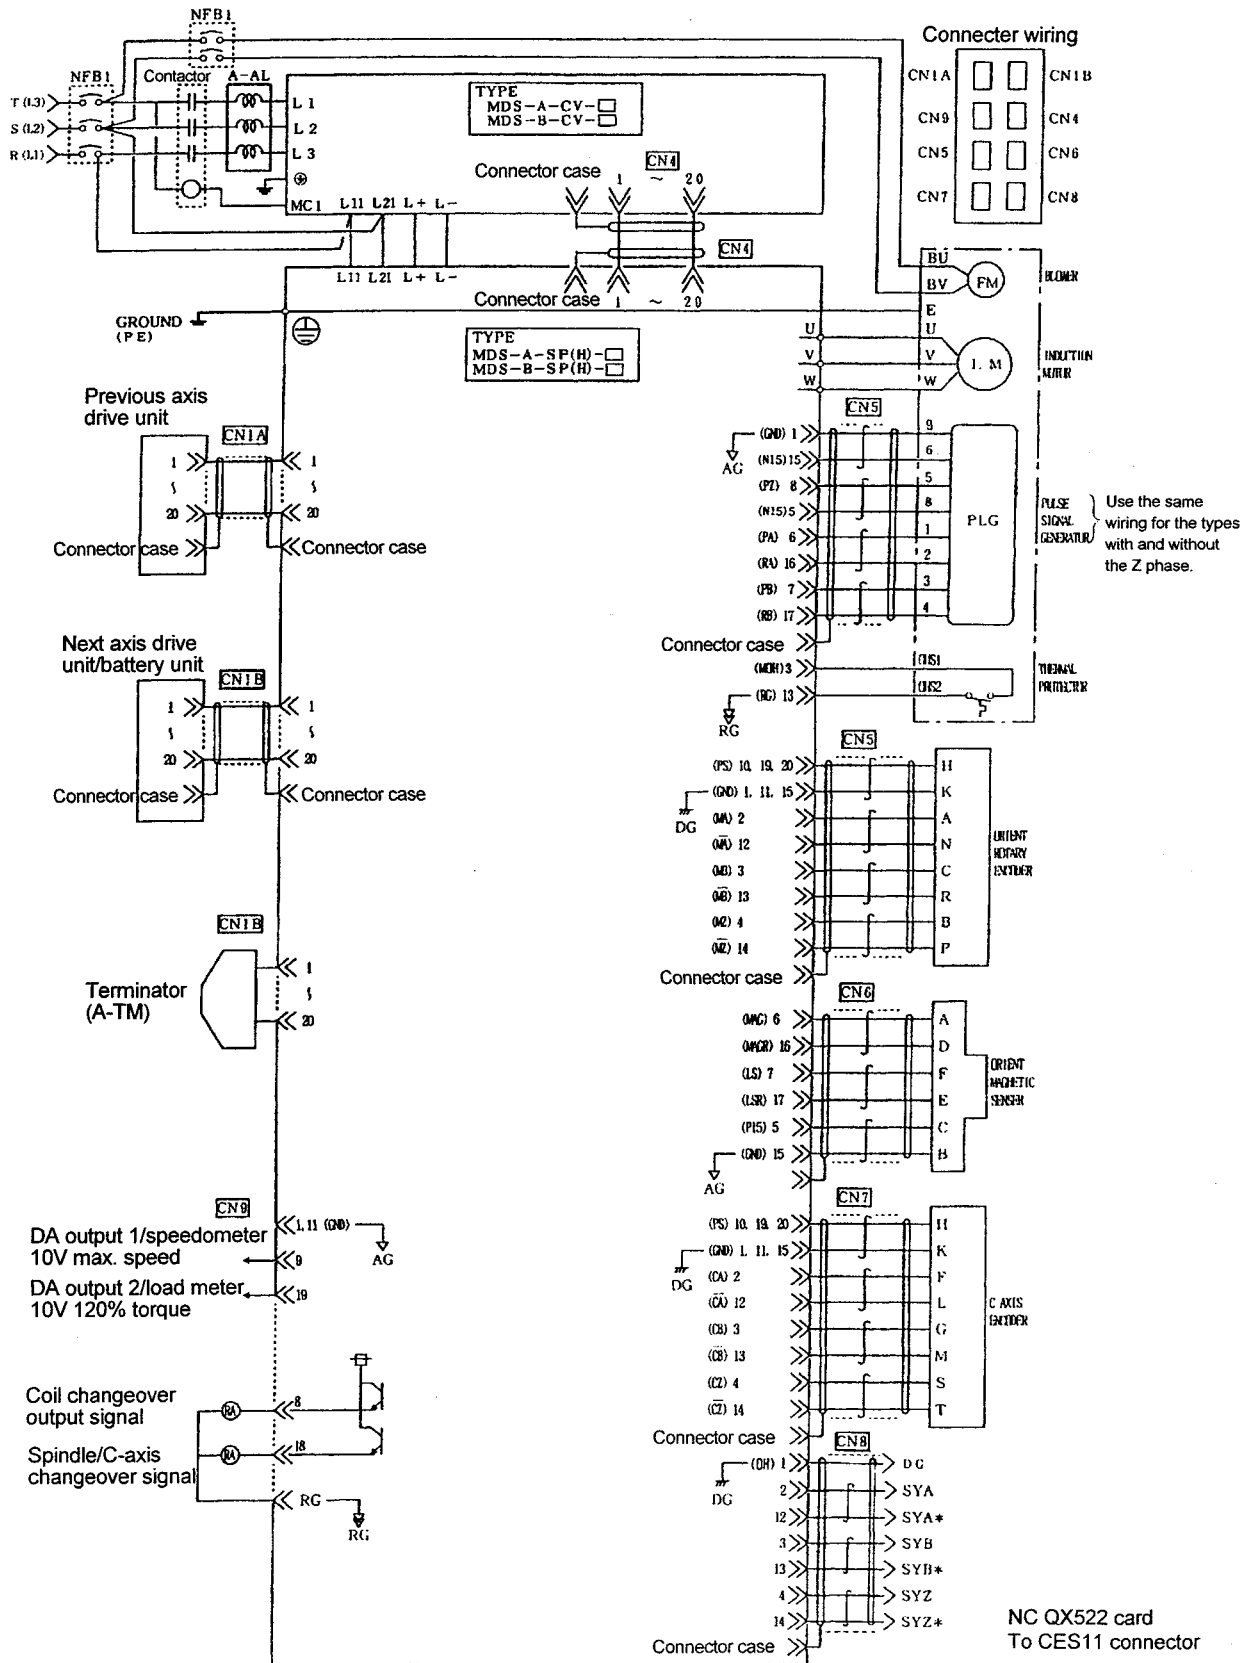 NFB1
Connecter wiring
CN1A CN1B
CN9 CN4
CN5 CN6
CN7 CN8
NFB1
Contactor
A-AL
T (L3)
S (L2)
R (L1)
L1
L2
L3
MC1
TYPE
MDS-A-CV-□
MDS-B-CV-□
Connector case
CN4
1 ~ 20
L11 L21 L+ L-
CN4
L11 L21 L+ L-
Connector case
1 ~ 20
GROUND
(PE)
TYPE
MDS-A-SP(H)-□
MDS-B-SP(H)-□
BU
BV
FM
BLOWER
E
U U
V V
W W
I. M
INDUCTION
MOTOR
Previous axis
drive unit
CN1A
1 1
20 20
Connector case
Connector case
CN5
(GND) 1 9
AG
(N15) 15 6
(PZ) 8 5
(N15) 5 8
(PA) 6 1
(RA) 16 2
(PB) 7 3
(RB) 17 4
Connector case
PLG
PULSE
SIGNAL
GENERATUR
Use the same
wiring for the types
with and without
the Z phase.
(MOH) 3 OHS1
(RG) 13 OHS2
RG
THERMAL
PROTECTOR
Next axis drive
unit/battery unit
CN1B
1 1
20 20
Connector case
Connector case
CN5
(PS) 10, 19, 20 H
(GND) 1, 11, 15 K
DG
(MA) 2 A
(M̅A̅) 12 N
(MB) 3 C
(M̅B̅) 13 R
(MZ) 4 B
(M̅Z̅) 14 P
Connector case
ORIENT
ROTARY
ENCODER
CN1B
Terminator
(A-TM)
1
20
CN6
(MAG) 6 A
(MAGR) 16 D
(LS) 7 F
(LSR) 17 E
(P15) 5 C
(GND) 15 B
AG
ORIENT
MAGNETIC
SENSER
CN9
1, 11 (GND)
AG
DA output 1/speedometer
10V max. speed
9
DA output 2/load meter
10V 120% torque
19
CN7
(PS) 10, 19, 20 H
(GND) 1, 11, 15 K
DG
(CA) 2 F
(C̅A̅) 12 L
(CB) 3 G
(C̅B̅) 13 M
(CZ) 4 S
(C̅Z̅) 14 T
Connector case
C AXIS
ENCODER
Coil changeover
output signal
RA
8
Spindle/C-axis
changeover signal
RA
18
RG
RG
CN8
(OH) 1 DG
DG
2 SYA
12 SYA*
3 SYB
13 SYB*
4 SYZ
14 SYZ*
Connector case
NC QX522 card
To CES11 connector